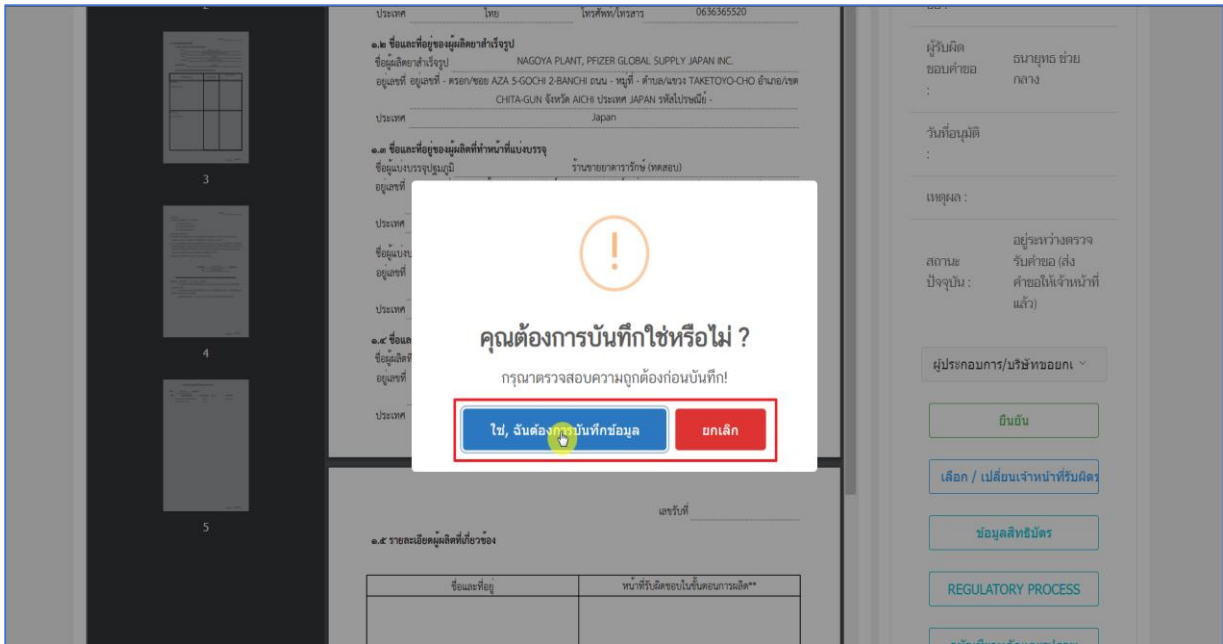 2
3
4
5
ประเทศ ไทย โทรศัพท์/โทรสาร 0636365520
๑.๒ ชื่อและที่อยู่ของผู้ผลิตยาสำเร็จรูป
ชื่อผู้ผลิตยาสำเร็จรูป NAGOYA PLANT, PFIZER GLOBAL SUPPLY JAPAN INC.
อยู่เลขที่ อยู่เลขที่ - ตรอก/ซอย AZA 5-GOCHI 2-BANCHI ถนน - หมู่ที่ - ตำบล/แขวง TAKETOYO-CHO อำเภอ/เขต
CHITA-GUN จังหวัด AICHI ประเทศ JAPAN รหัสไปรษณีย์ -
ประเทศ Japan
๑.๓ ชื่อและที่อยู่ของผู้ผลิตที่ทำหน้าที่แบ่งบรรจุ
ชื่อผู้แบ่งบรรจุปฐมภูมิ ร้านขายยาดารารักษ์ (ทดสอบ)
อยู่เลขที่
ประเทศ
อยู่เลขที่
ประเทศ
อยู่เลขที่
ประเทศ
คุณต้องการบันทึกใช่หรือไม่ ?
กรุณาตรวจสอบความถูกต้องก่อนบันทึก!
ใช่, ฉันต้องการบันทึกข้อมูล ยกเลิก
เลขรับที่
๑.๕ รายละเอียดผู้ผลิตที่เกี่ยวข้อง
ชื่อและที่อยู่ หน้าที่รับผิดชอบในขั้นตอนการผลิต**
ผู้รับผิด
ชอบคำขอ
:
ธนายุทธ ช่วย
กลาง
วันที่อนุมัติ
:
เหตุผล :
สถานะ
ปัจจุบัน :
อยู่ระหว่างตรวจ
รับคำขอ (ส่ง
คำขอให้เจ้าหน้าที่
แล้ว)
ผู้ประกอบการ/บริษัทขอยกเ
ยืนยัน
เลือก / เปลี่ยนเจ้าหน้าที่รับผิดช
ข้อมูลสิทธิบัตร
REGULATORY PROCESS